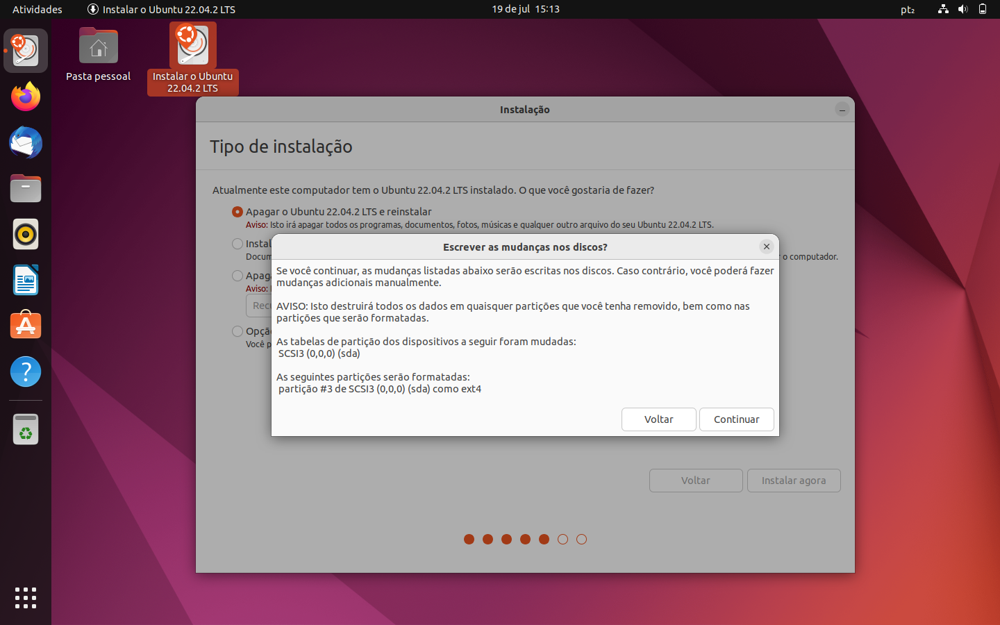 Atividades
Instalar o Ubuntu 22.04.2 LTS
19 de jul 15:13
pt₂
Pasta pessoal
Instalar o Ubuntu
22.04.2 LTS
Instalação
Tipo de instalação
Atualmente este computador tem o Ubuntu 22.04.2 LTS instalado. O que você gostaria de fazer?
Apagar o Ubuntu 22.04.2 LTS e reinstalar
Aviso: Isto irá apagar todos os programas, documentos, fotos, músicas e qualquer outro arquivo do seu Ubuntu 22.04.2 LTS.
o computador.
Aviso:
Escrever as mudanças nos discos?
Se você continuar, as mudanças listadas abaixo serão escritas nos discos. Caso contrário, você poderá fazer
mudanças adicionais manualmente.
AVISO: Isto destruirá todos os dados em quaisquer partições que você tenha removido, bem como nas
partições que serão formatadas.
As tabelas de partição dos dispositivos a seguir foram mudadas:
SCSI3 (0,0,0) (sda)
As seguintes partições serão formatadas:
partição #3 de SCSI3 (0,0,0) (sda) como ext4
Voltar
Continuar
Voltar
Instalar agora